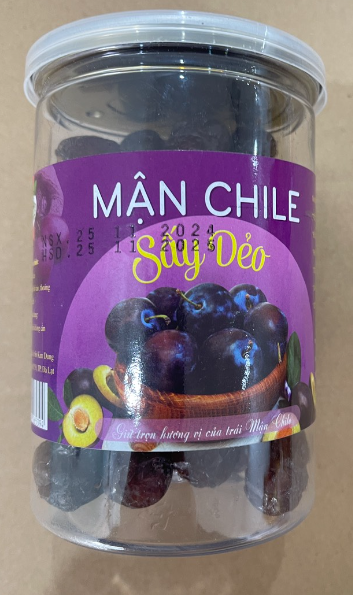 MẬN CHILE
NSX.25 11 2024
HSD.25 11 2025
Sấy Dẻo
Giữ trọn hương vị của trái Mận Chile